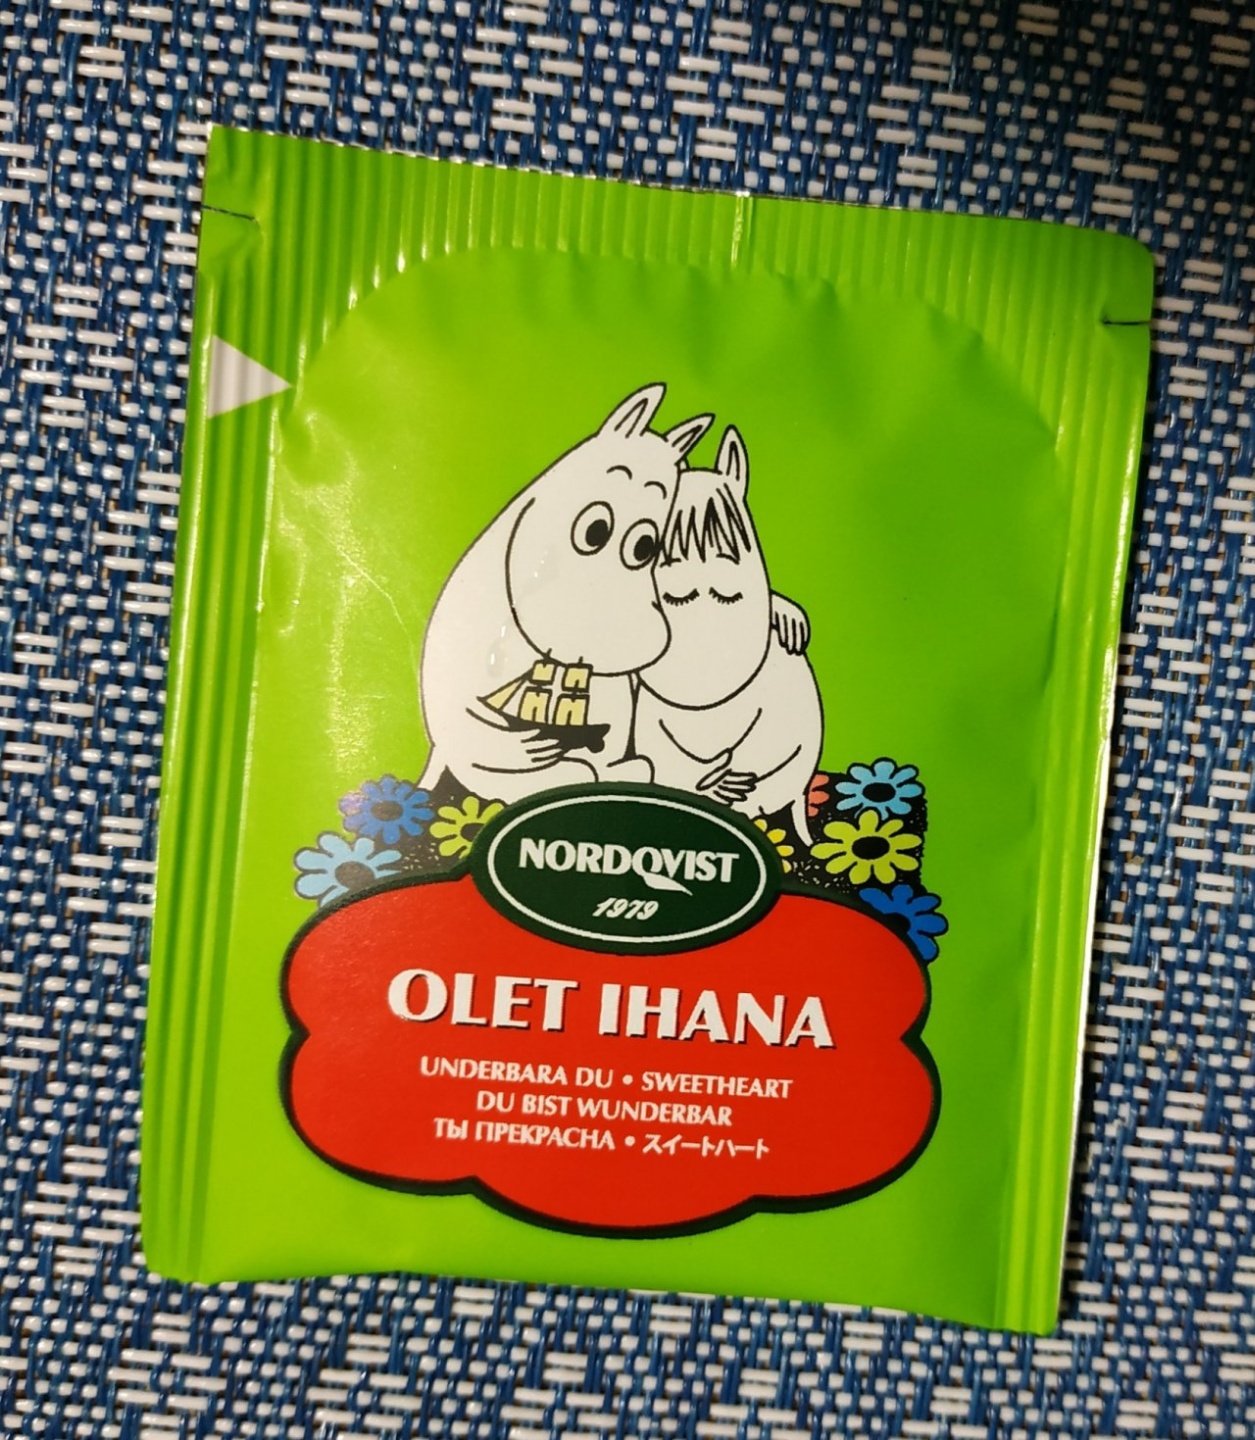 NORDQVIST
1979
OLET IHANA
UNDERBARA DU • SWEETHEART
DU BIST WUNDERBAR
ТЫ ПРЕКРАСНА • スイートハート